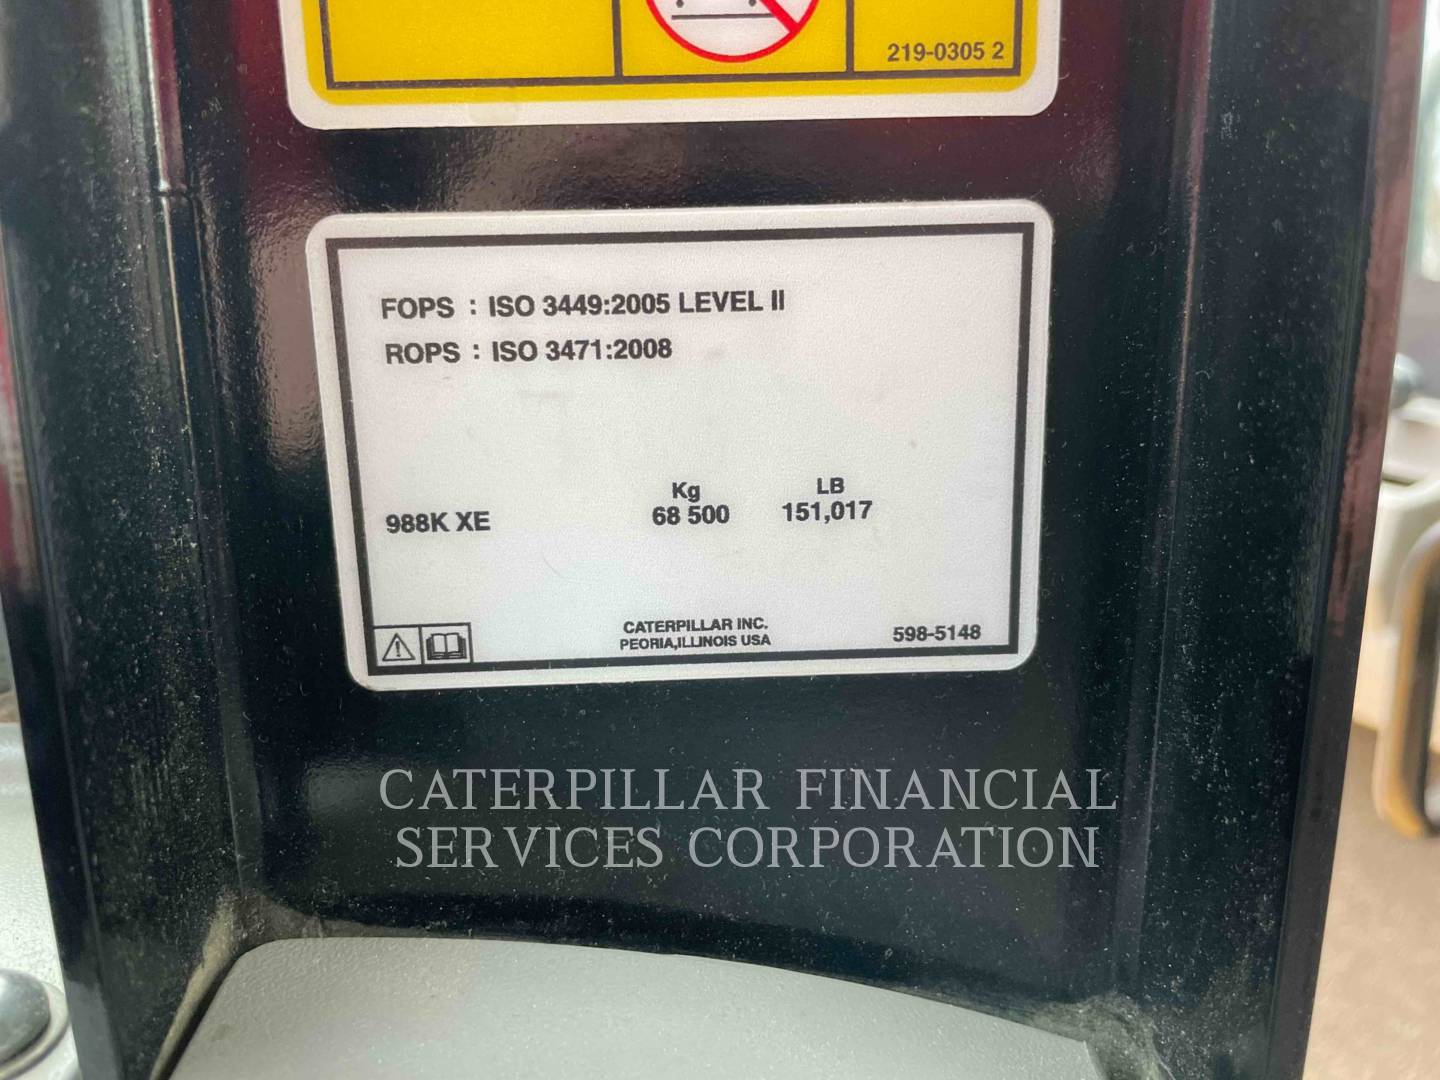 219-0305 2
FOPS : ISO 3449:2005 LEVEL II
ROPS : ISO 3471:2008
Kg LB
988K XE 68 500 151,017
CATERPILLAR INC.
PEORIA,ILLINOIS USA 598-5148
CATERPILLAR FINANCIAL
SERVICES CORPORATION